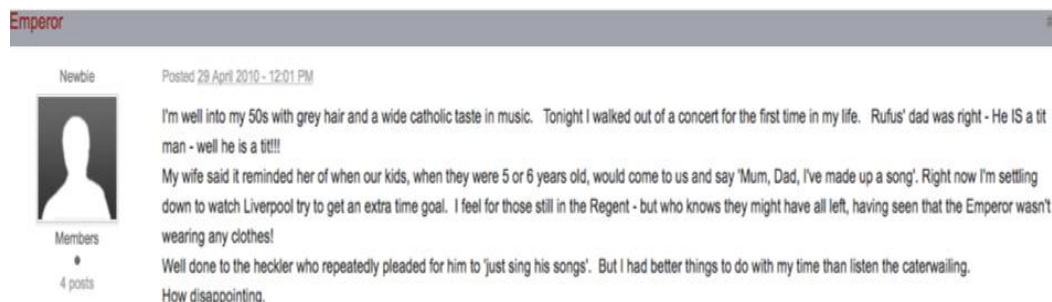 Emperor
#
Newbie
Posted 29 April 2010 - 12:01 PM
I'm well into my 50s with grey hair and a wide catholic taste in music. Tonight I walked out of a concert for the first time in my life. Rufus' dad was right - He IS a tit
man - well he is a tit!!!
My wife said it reminded her of when our kids, when they were 5 or 6 years old, would come to us and say 'Mum, Dad, I've made up a song'. Right now I'm settling
down to watch Liverpool try to get an extra time goal. I feel for those still in the Regent - but who knows they might have all left, having seen that the Emperor wasn't
wearing any clothes!
Well done to the heckler who repeatedly pleaded for him to 'just sing his songs'. But I had better things to do with my time than listen the caterwailing.
How disappointing.
Members
4 posts